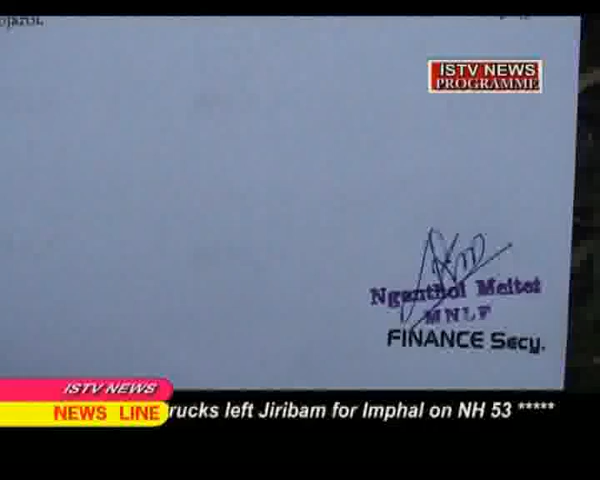 ISTV NEWS
PROGRAMME
Nganthoi Meitei
MNLF
FINANCE Secy.
ISTV NEWS
NEWS LINE
rucks left Jiribam for Imphal on NH 53 *****